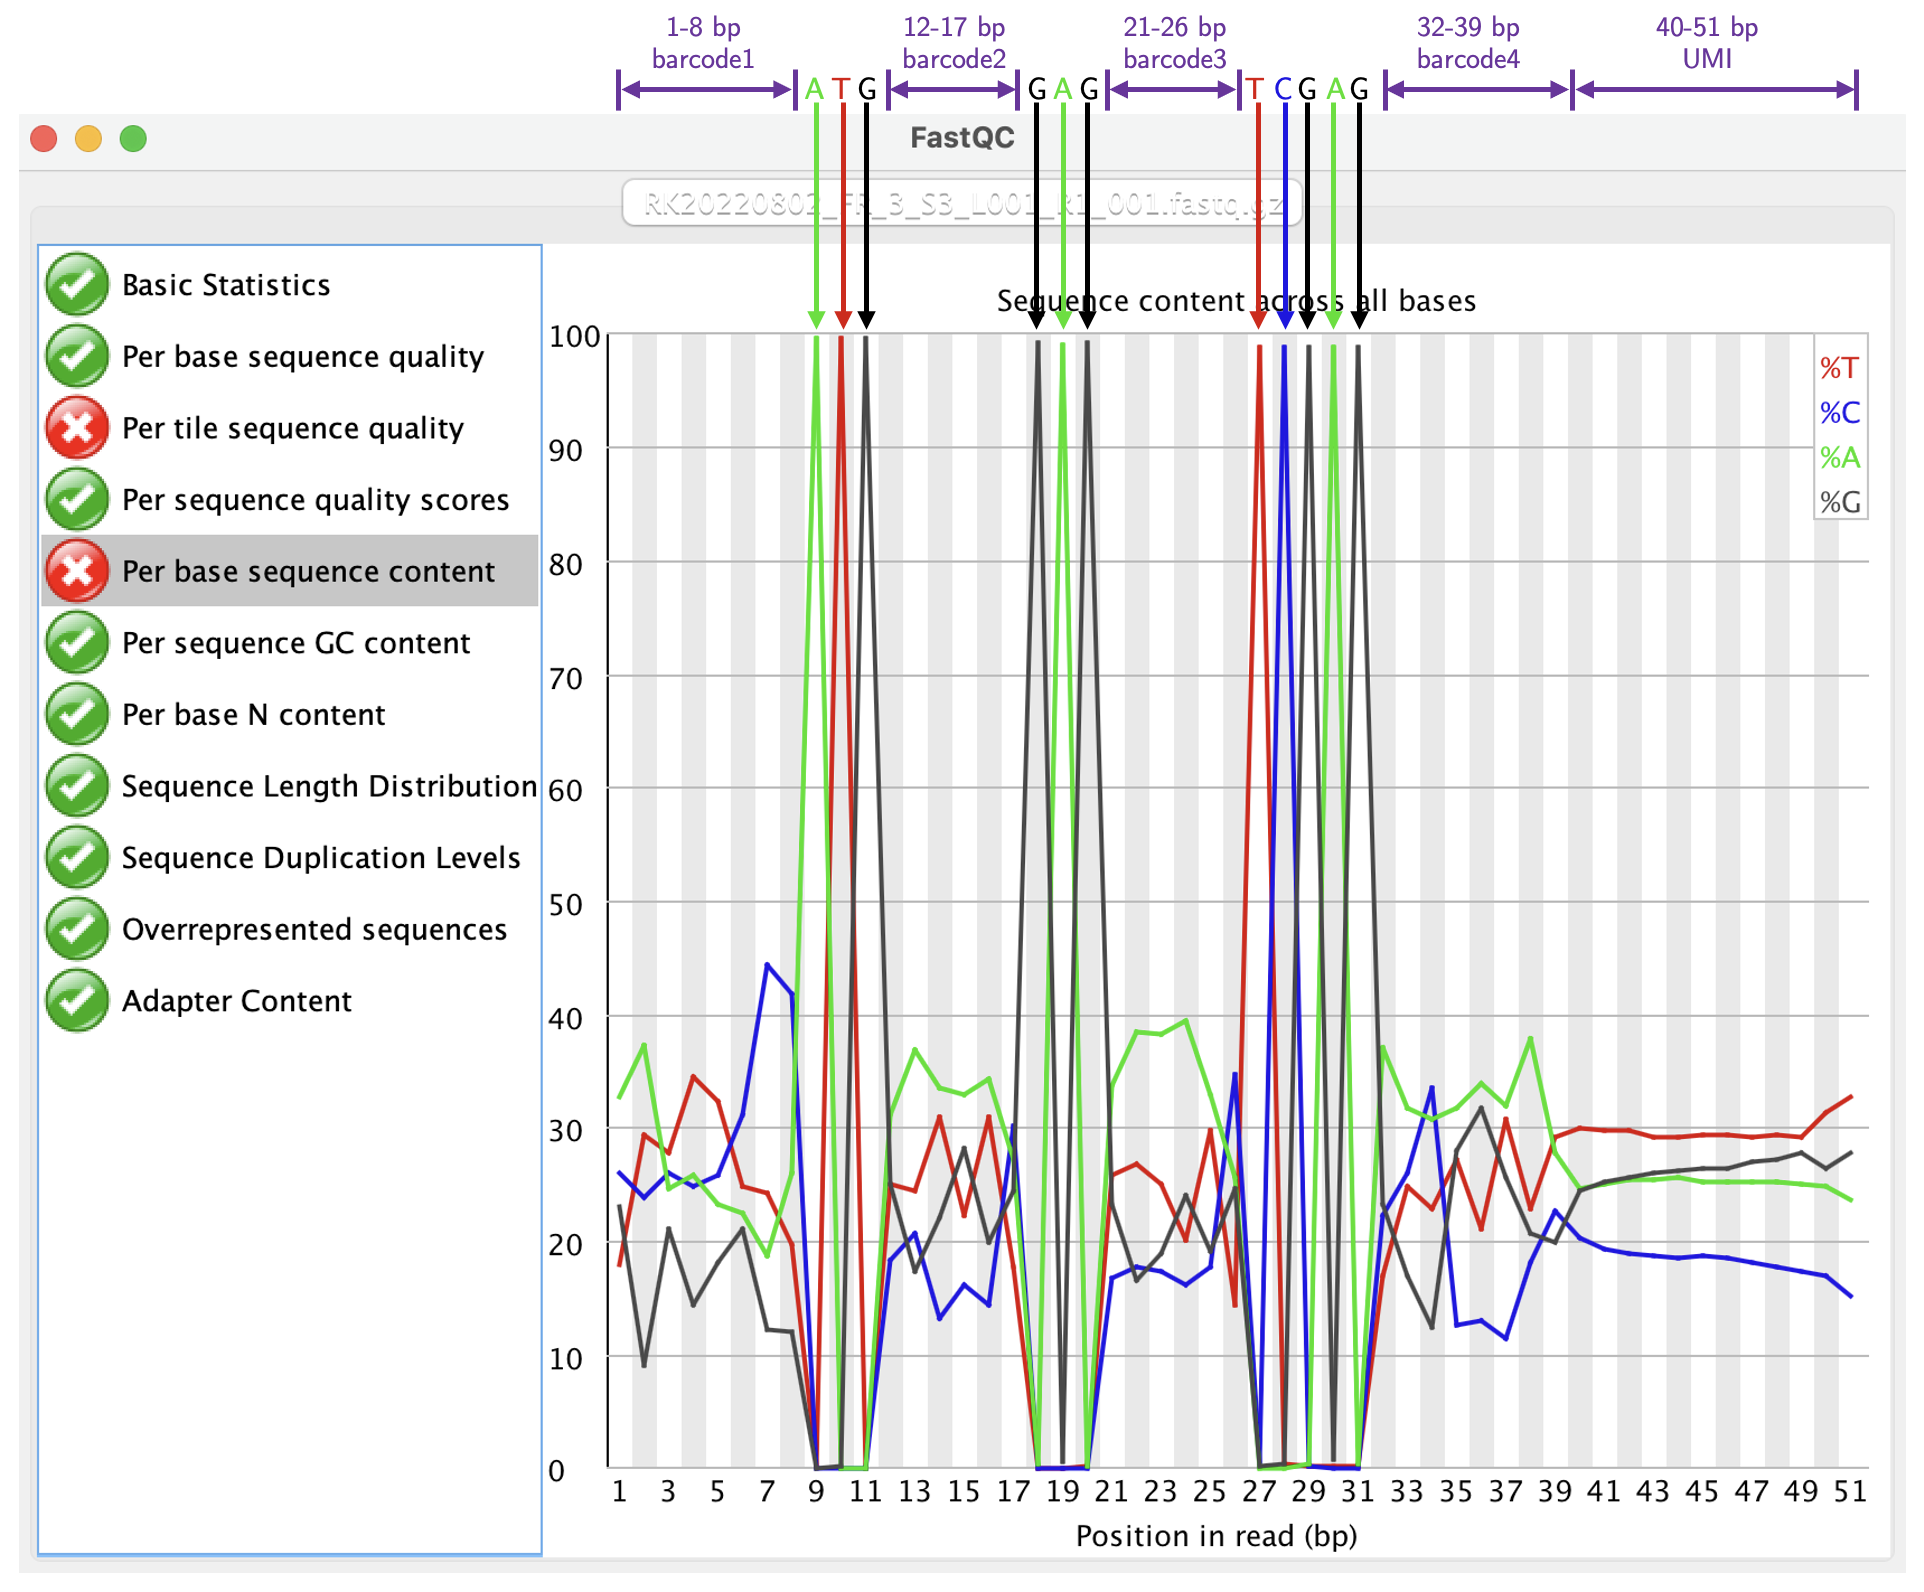 1-8 bp
barcode1
12-17 bp
barcode2
21-26 bp
barcode3
32-39 bp
barcode4
40-51 bp
UMI
A T G
G A G
T C G A G
FastQC
RK20220802_FR_3_S3_L001_R1_001.fastq.gz
Basic Statistics
Per base sequence quality
Per tile sequence quality
Per sequence quality scores
Per base sequence content
Per sequence GC content
Per base N content
Sequence Length Distribution
Sequence Duplication Levels
Overrepresented sequences
Adapter Content
Sequence content across all bases
%T
%C
%A
%G
100
90
80
70
60
50
40
30
20
10
0
1 3 5 7 9 11 13 15 17 19 21 23 25 27 29 31 33 35 37 39 41 43 45 47 49 51
Position in read (bp)